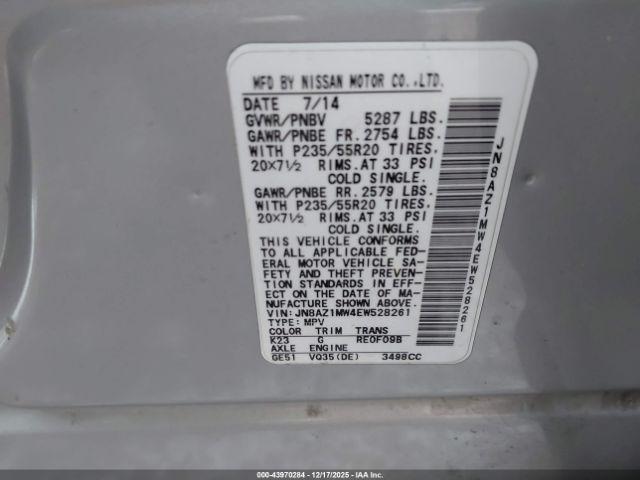 MFD BY NISSAN MOTOR CO.,LTD.
DATE 7/14
GVWR/PNBV 5287 LBS.
GAWR/PNBE FR. 2754 LBS.
WITH P235/55R20 TIRES.
20×7½ RIMS. AT 33 PSI
COLD SINGLE.
GAWR/PNBE RR. 2579 LBS.
WITH P235/55R20 TIRES.
20×7½ RIMS. AT 33 PSI
COLD SINGLE.
THIS VEHICLE CONFORMS
TO ALL APPLICABLE FED-
ERAL MOTOR VEHICLE SA-
FETY AND THEFT PREVEN-
TION STANDARDS IN EF-
FECT ON THE DATE OF MA-
NUFACTURE SHOWN ABOVE.
VIN: JN8AZ1MW4EW528261
TYPE: MPV
COLOR TRIM TRANS
K23 G RE0F09B
AXLE ENGINE
GE51 VQ35(DE) 3498CC
JN8AZ1MW4EW528261
000-43970284 - 12/17/2025 - Copyright © IAA, LLC.